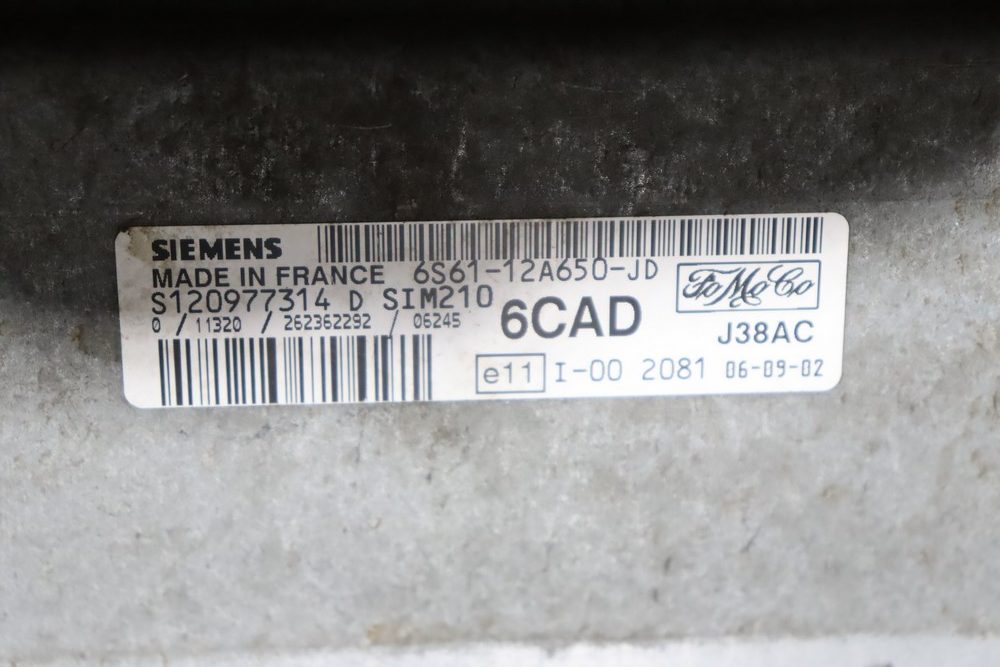 SIEMENS
MADE IN FRANCE 6S61-12A650-JD
FoMoCo
S120977314 D SIM210
6CAD
J38AC
0 / 11320 / 262362292 / 06245
e11 I-00 2081 06-09-02